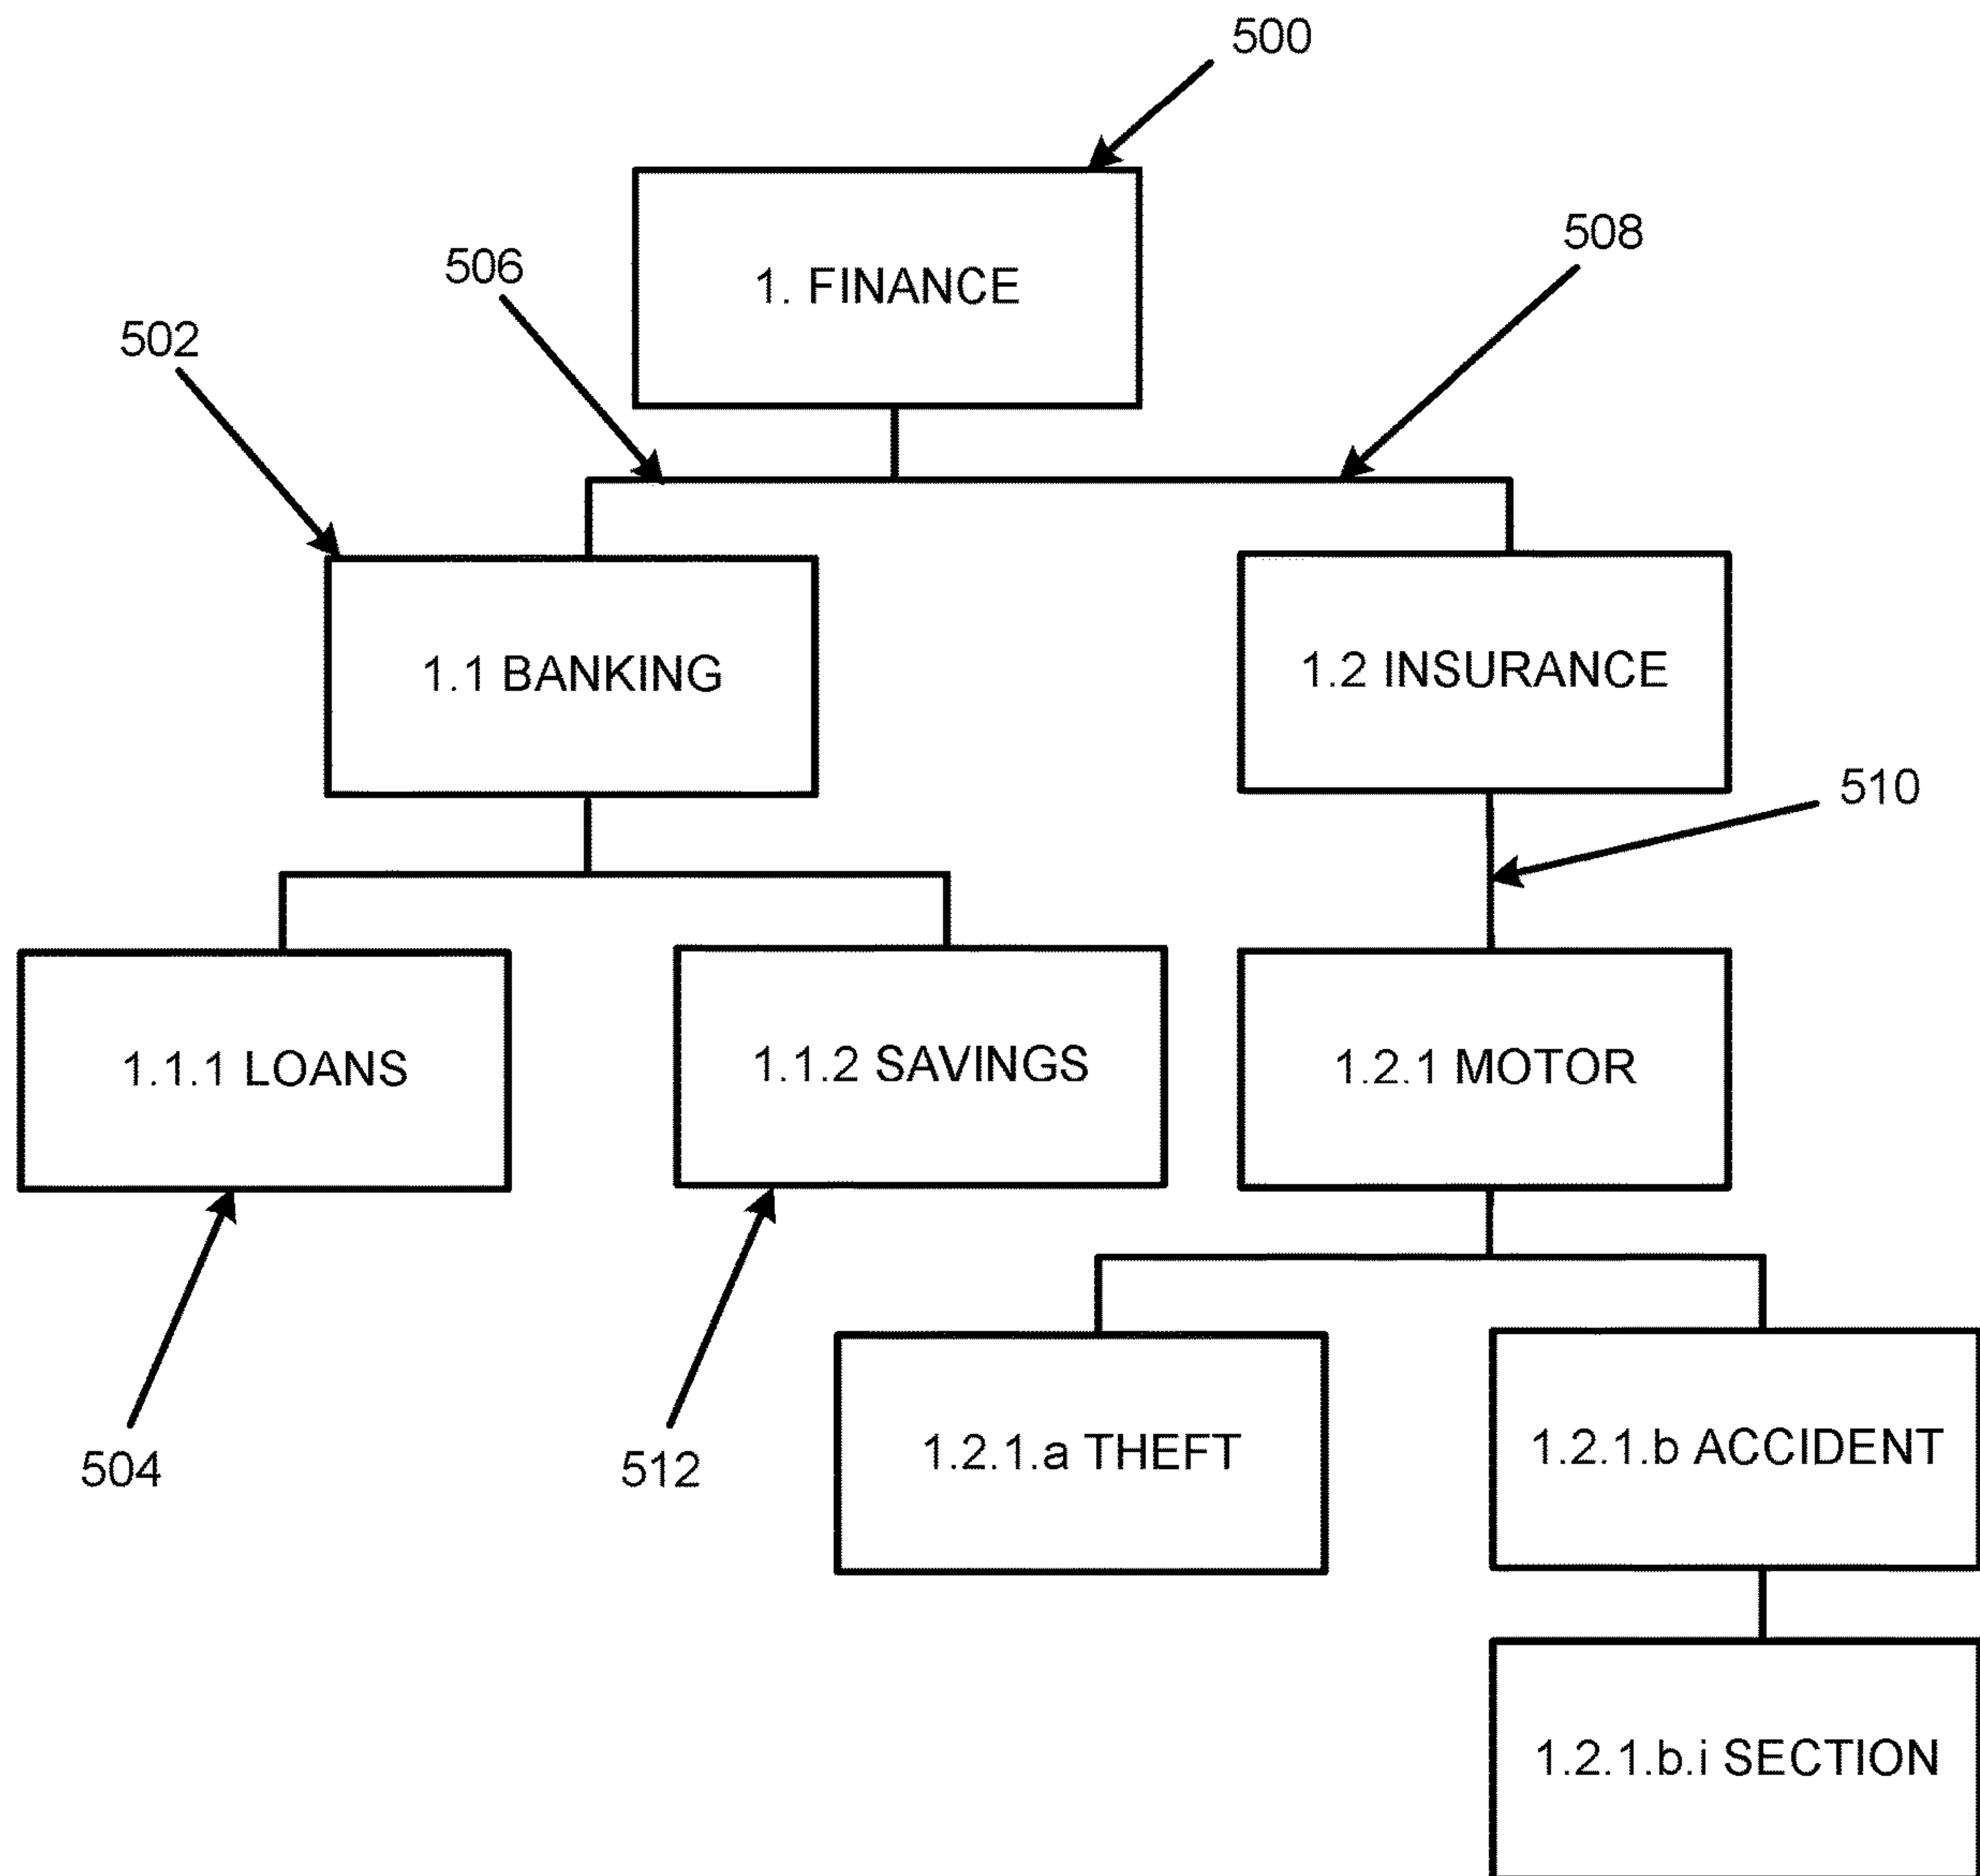 500
508
506
1. FINANCE
502
1.1 BANKING
1.2 INSURANCE
510
1.1.1 LOANS
1.1.2 SAVINGS
1.2.1 MOTOR
504
512
1.2.1.a THEFT
1.2.1.b ACCIDENT
1.2.1.b.i SECTION